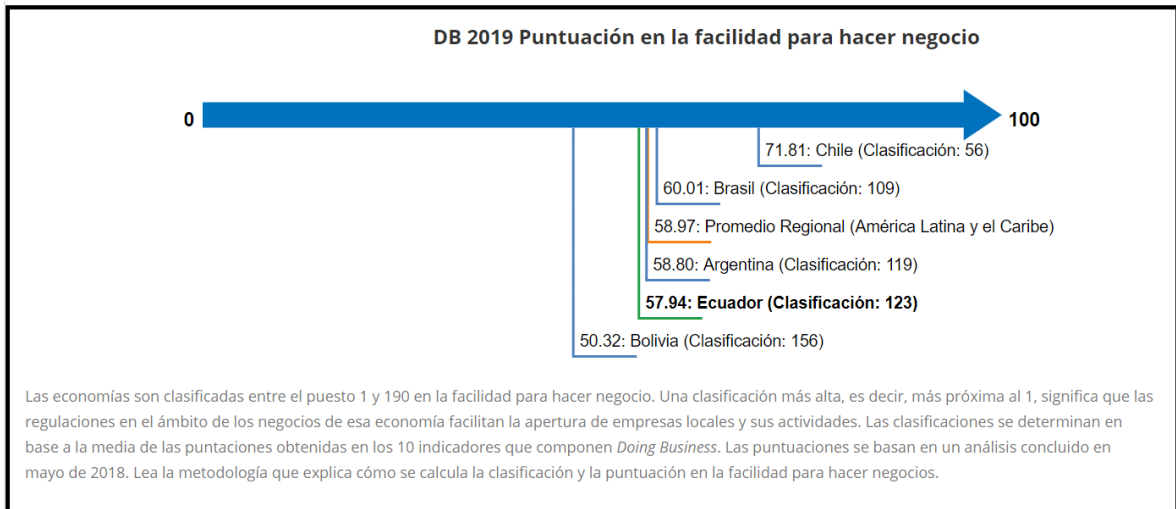 DB 2019 Puntuación en la facilidad para hacer negocio
0
100
71.81: Chile (Clasificación: 56)
60.01: Brasil (Clasificación: 109)
58.97: Promedio Regional (América Latina y el Caribe)
58.80: Argentina (Clasificación: 119)
57.94: Ecuador (Clasificación: 123)
50.32: Bolivia (Clasificación: 156)
Las economías son clasificadas entre el puesto 1 y 190 en la facilidad para hacer negocio. Una clasificación más alta, es decir, más próxima al 1, significa que las
regulaciones en el ámbito de los negocios de esa economía facilitan la apertura de empresas locales y sus actividades. Las clasificaciones se determinan en
base a la media de las puntaciones obtenidas en los 10 indicadores que componen Doing Business. Las puntuaciones se basan en un análisis concluido en
mayo de 2018. Lea la metodología que explica cómo se calcula la clasificación y la puntuación en la facilidad para hacer negocios.